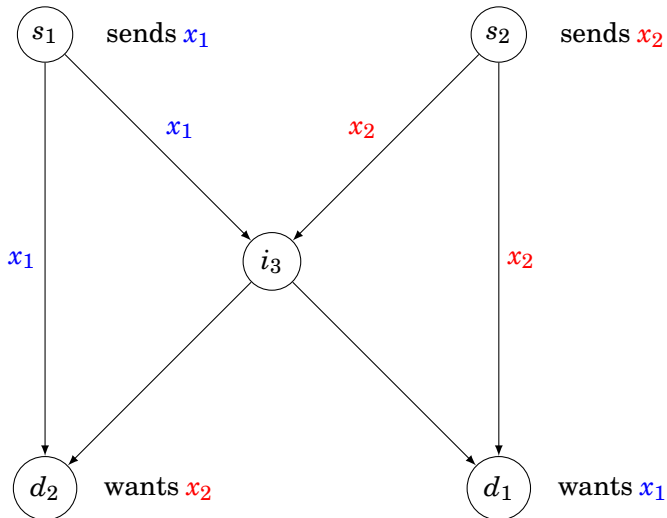 s₁ sends x₁ s₂ sends x₂
x₁ x₂
x₁ i₃ x₂
d₂ wants x₂ d₁ wants x₁